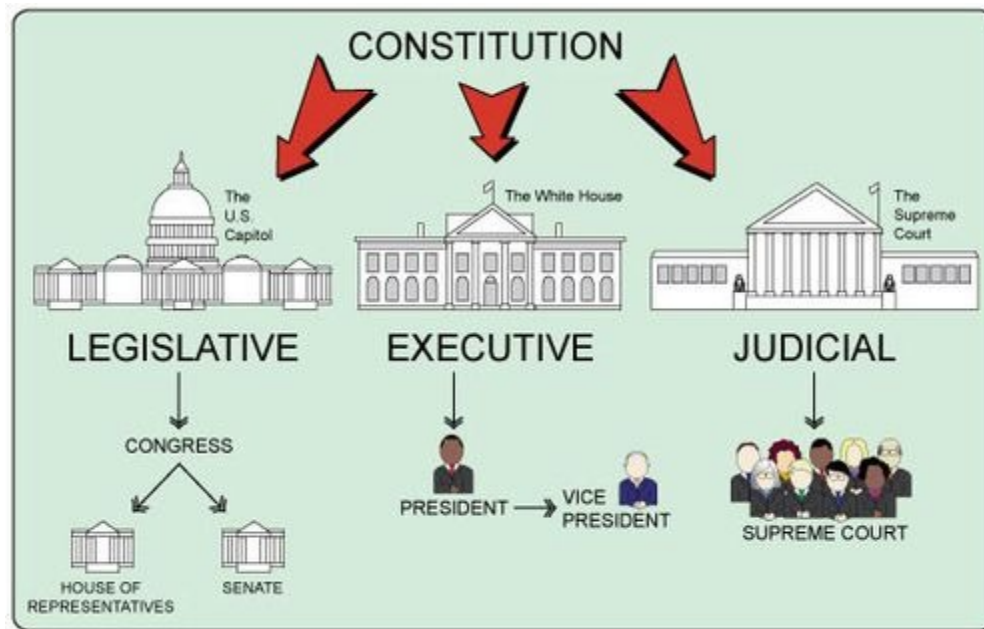 CONSTITUTION
The
U.S.
Capitol
The White House
The
Supreme
Court
LEGISLATIVE
EXECUTIVE
JUDICIAL
CONGRESS
HOUSE OF
REPRESENTATIVES
SENATE
PRESIDENT
VICE
PRESIDENT
SUPREME COURT